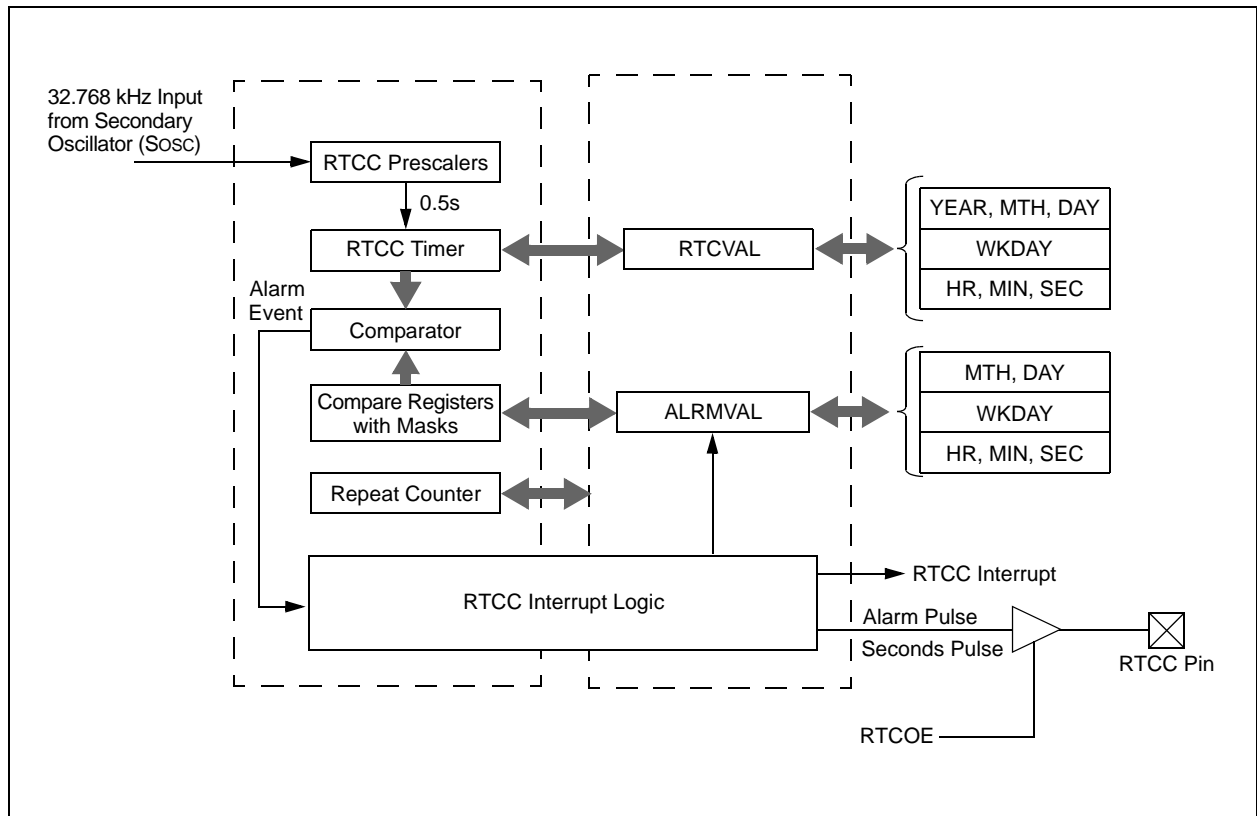 32.768 kHz Input
from Secondary
Oscillator (SOSC)
RTCC Prescalers
0.5s
RTCC Timer
RTCVAL
YEAR, MTH, DAY
WKDAY
HR, MIN, SEC
Alarm
Event
Comparator
Compare Registers
with Masks
ALRMVAL
MTH, DAY
WKDAY
HR, MIN, SEC
Repeat Counter
RTCC Interrupt Logic
RTCC Interrupt
Alarm Pulse
Seconds Pulse
RTCC Pin
RTCOE